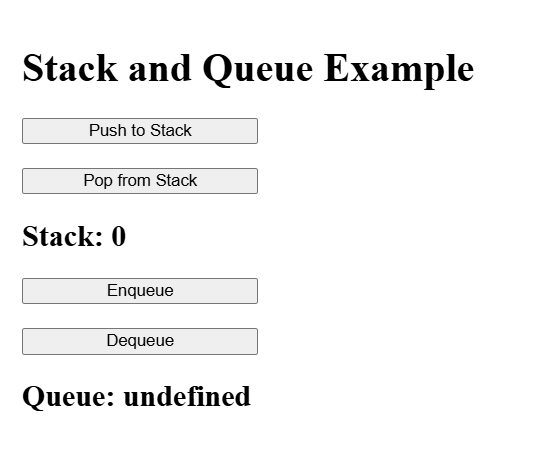 Stack and Queue Example
Push to Stack
Pop from Stack
Stack: 0
Enqueue
Dequeue
Queue: undefined